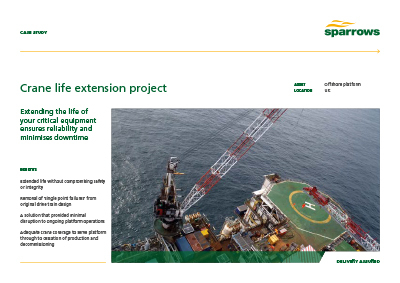 CASE STUDY
sparrows
Crane life extension project
ASSET Offshore platform
LOCATION UK
Extending the life of
your critical equipment
ensures reliability and
minimises downtime
BENEFITS
Extended life without compromising safety
or integrity
Removal of 'single point failures' from
original drive train design
A solution that provided minimal
disruption to ongoing platform operations
Adequate crane coverage to serve platform
through to cessation of production and
decommissioning
H
DELIVERY ASSURED